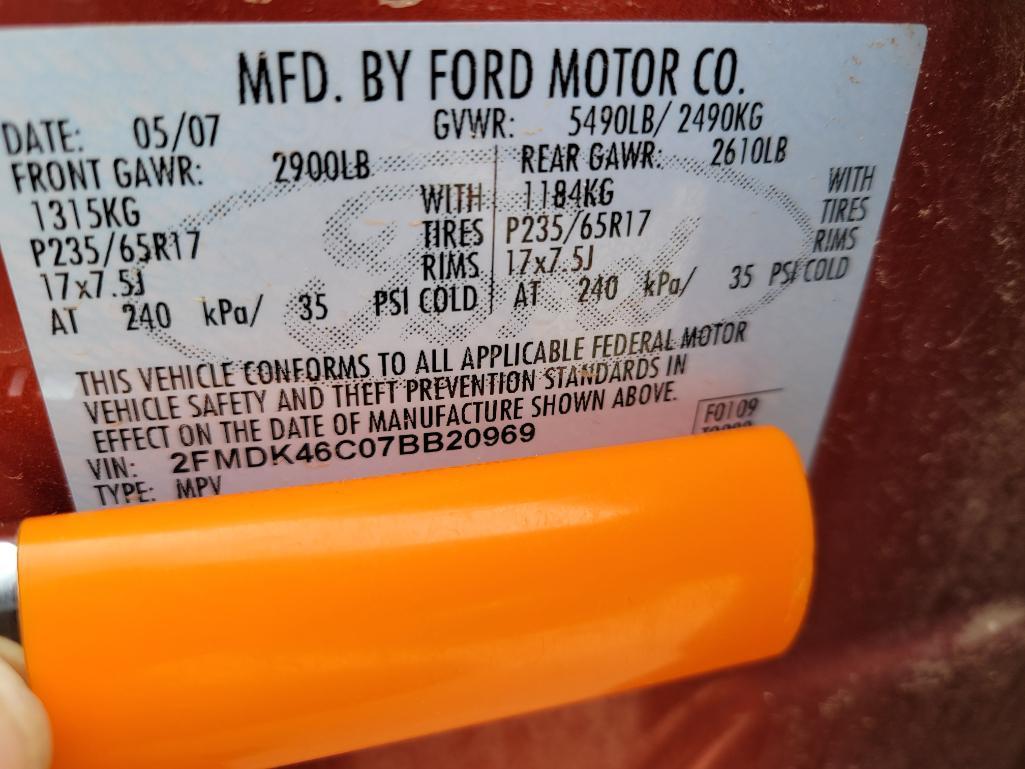 MFD. BY FORD MOTOR CO.
DATE: 05/07 GVWR: 5490LB/ 2490KG
FRONT GAWR: 2900LB REAR GAWR: 2610LB
1315KG WITH 1184KG WITH
P235/65R17 TIRES P235/65R17 TIRES
17x7.5J RIMS 17x7.5J RIMS
AT 240 kPa/ 35 PSI COLD AT 240 kPa/ 35 PSI COLD
THIS VEHICLE CONFORMS TO ALL APPLICABLE FEDERAL MOTOR
VEHICLE SAFETY AND THEFT PREVENTION STANDARDS IN
EFFECT ON THE DATE OF MANUFACTURE SHOWN ABOVE.
F0109
VIN: 2FMDK46C07BB20969
TYPE: MPV